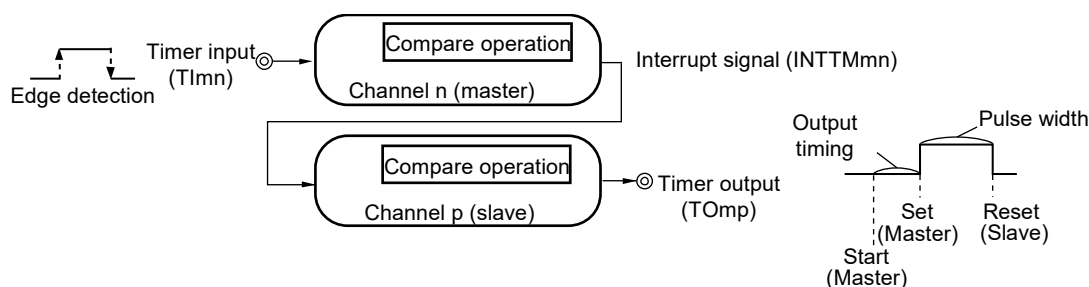 Edge detection
Timer input
(TImn)
Compare operation
Channel n (master)
Interrupt signal (INTTMmn)
Compare operation
Channel p (slave)
Timer output
(TOmp)
Output
timing
Pulse width
Set
(Master)
Reset
(Slave)
Start
(Master)